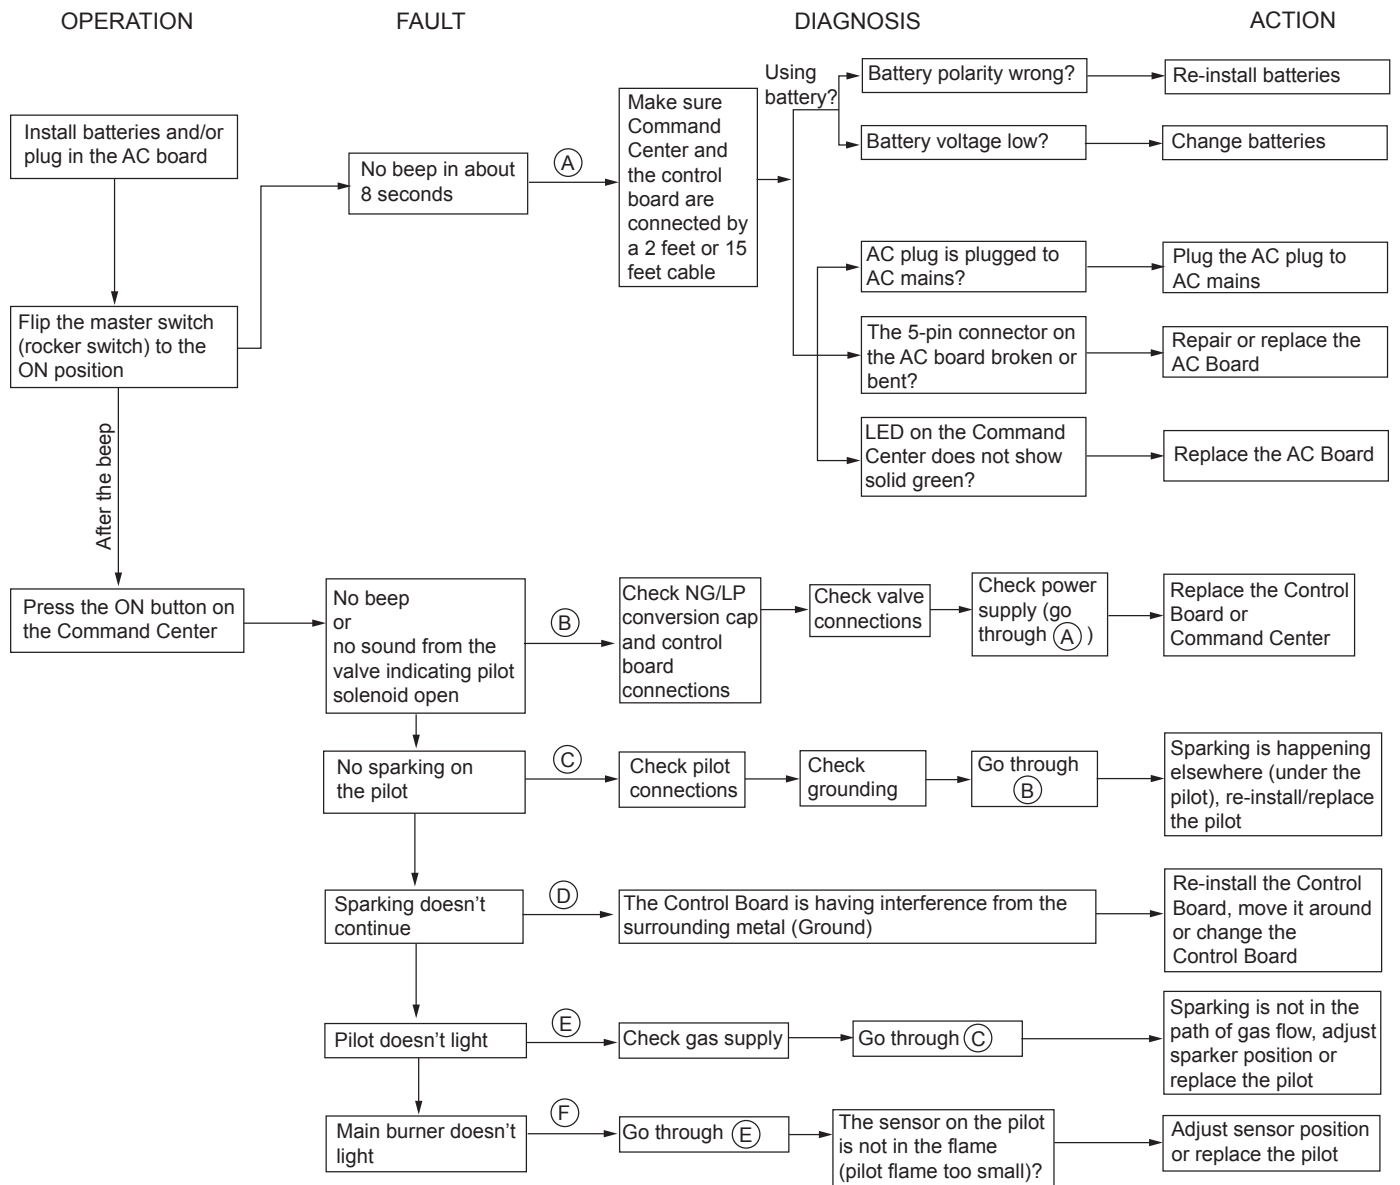 OPERATION
FAULT
DIAGNOSIS
ACTION
Install batteries and/or
plug in the AC board
Flip the master switch
(rocker switch) to the
ON position
After the beep
Press the ON button on
the Command Center
No beep in about
8 seconds
A
Make sure
Command
Center and
the control
board are
connected by
a 2 feet or 15
feet cable
Using
battery?
Battery polarity wrong?
Re-install batteries
Battery voltage low?
Change batteries
AC plug is plugged to
AC mains?
Plug the AC plug to
AC mains
The 5-pin connector on
the AC board broken or
bent?
Repair or replace the
AC Board
LED on the Command
Center does not show
solid green?
Replace the AC Board
No beep
or
no sound from the
valve indicating pilot
solenoid open
B
Check NG/LP
conversion cap
and control
board
connections
Check valve
connections
Check power
supply (go
through A )
Replace the Control
Board or
Command Center
No sparking on
the pilot
C
Check pilot
connections
Check
grounding
Go through
B
Sparking is happening
elsewhere (under the
pilot), re-install/replace
the pilot
Sparking doesn't
continue
D
The Control Board is having interference from the
surrounding metal (Ground)
Re-install the Control
Board, move it around
or change the
Control Board
Pilot doesn't light
E
Check gas supply
Go through C
Sparking is not in the
path of gas flow, adjust
sparker position or
replace the pilot
Main burner doesn't
light
F
Go through E
The sensor on the pilot
is not in the flame
(pilot flame too small)?
Adjust sensor position
or replace the pilot